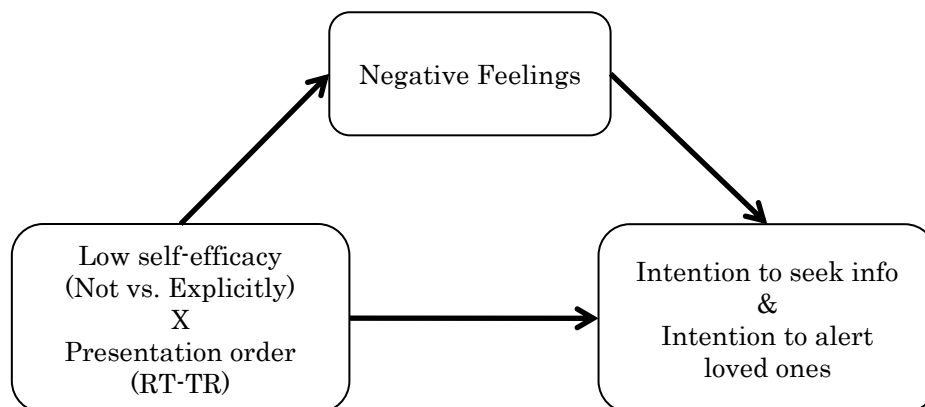 Negative Feelings
Low self-efficacy
(Not vs. Explicitly)
X
Presentation order
(RT-TR)
Intention to seek info
&
Intention to alert
loved ones